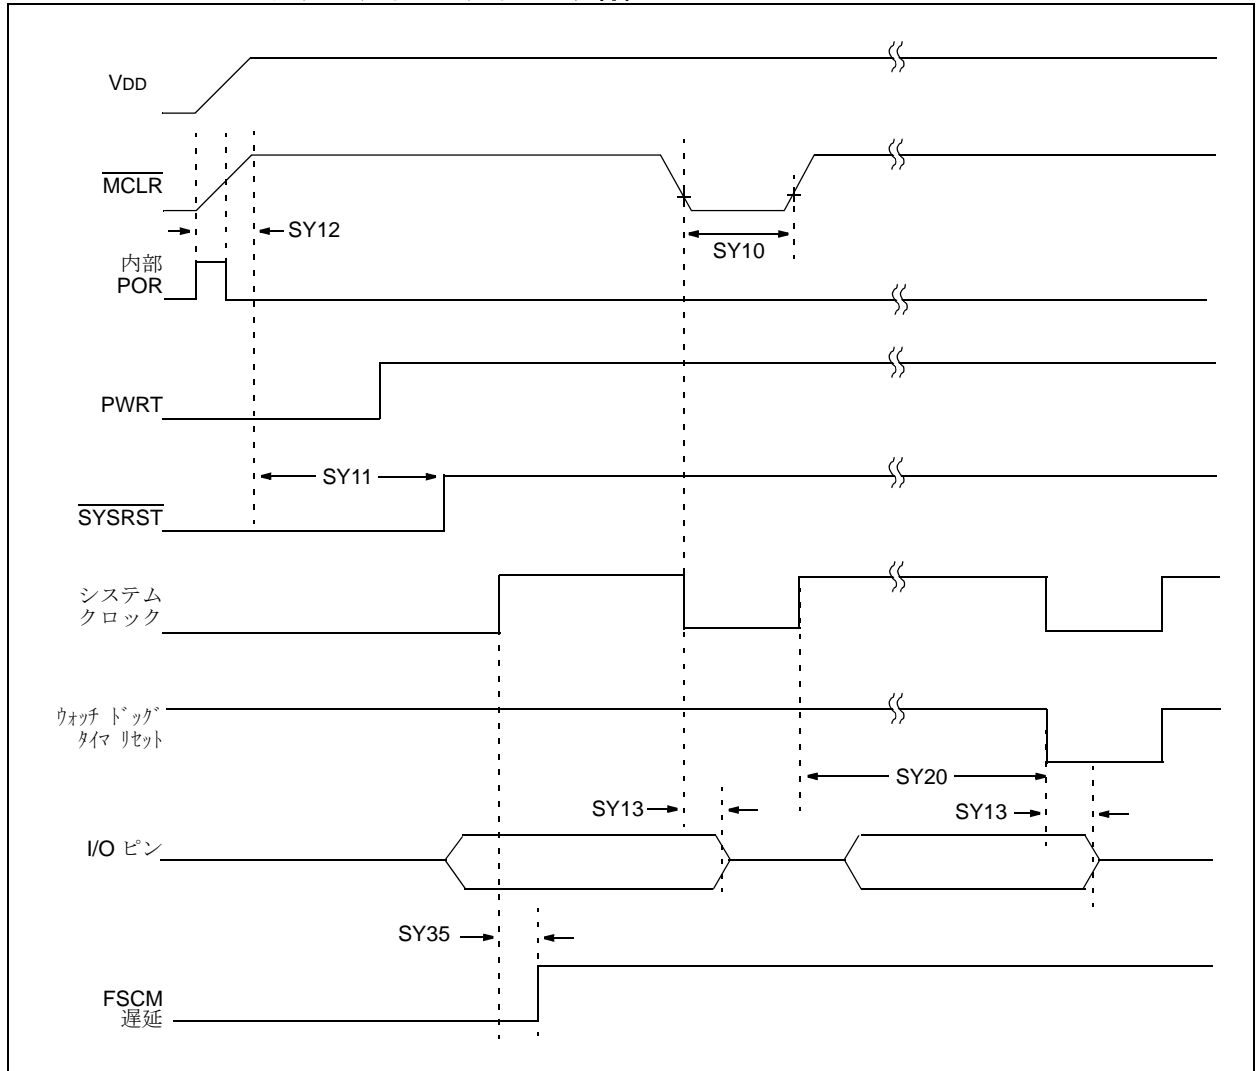 VDD
MCLR
SY12
SY10
内部
POR
PWRT
SY11
SYSRST
システム
クロック
ウォッチ ドッグ
タイマ リセット
SY20
SY13
SY13
I/O ピン
SY35
FSCM
遅延